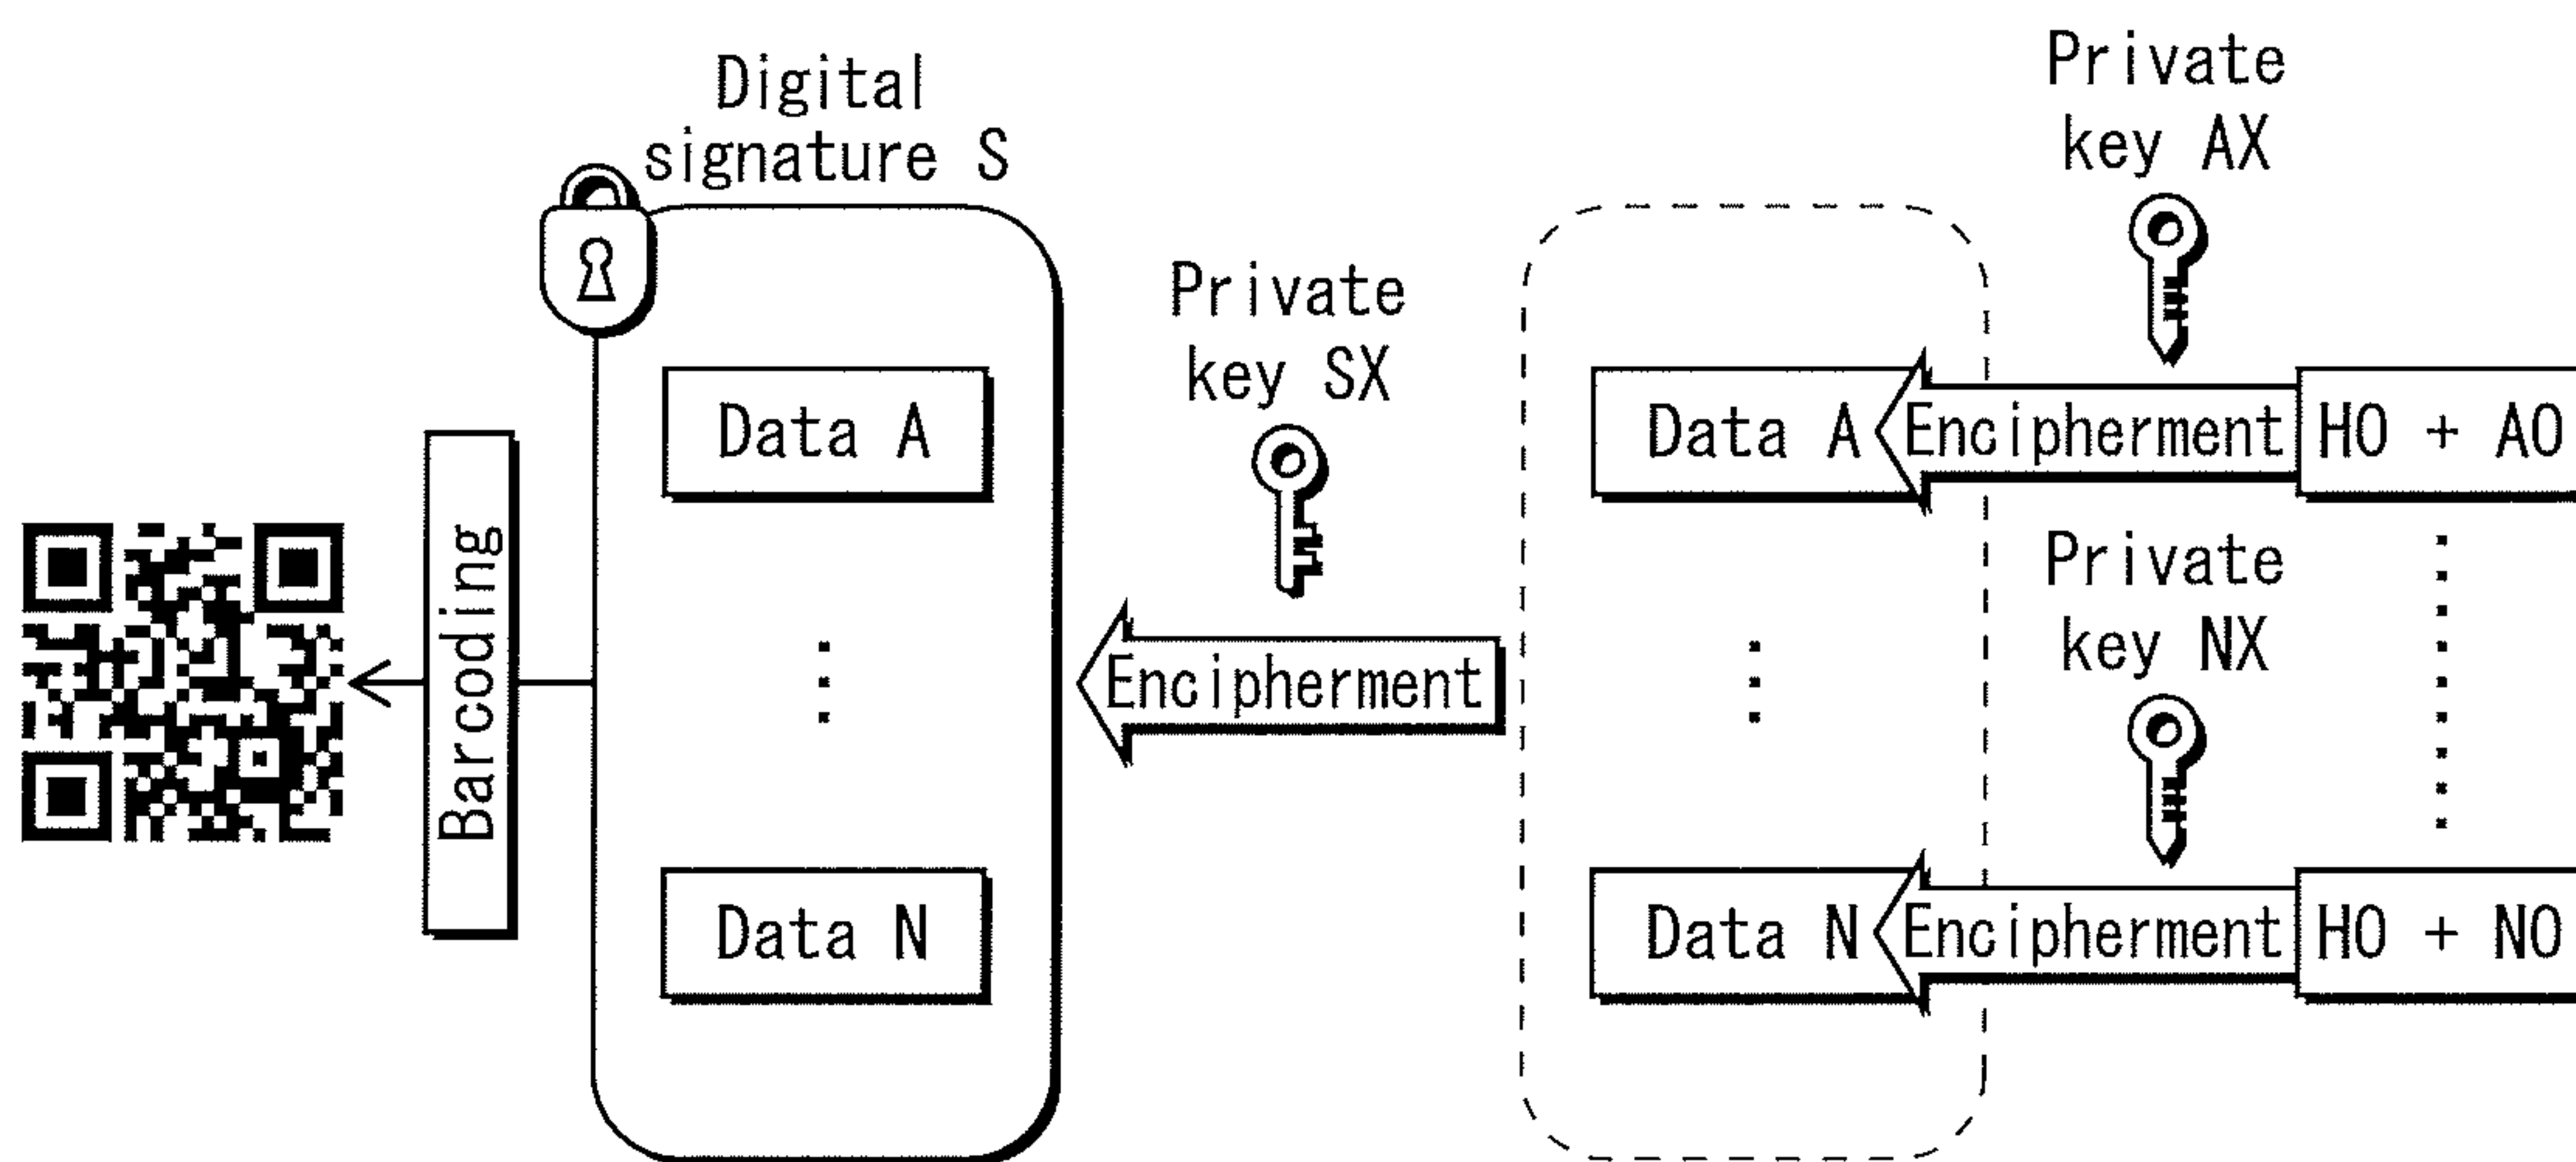 Digital
signature S
Private
key SX
Private
key AX
Data A
Data A
Encipherment
HO + AO
Barcoding
Encipherment
Private
key NX
Data N
Data N
Encipherment
HO + NO